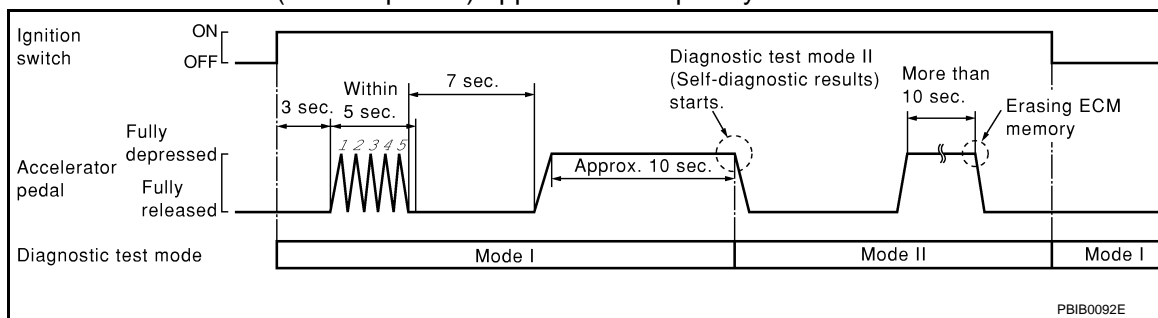 Ignition switch
ON
OFF
3 sec.
Within 5 sec.
7 sec.
Diagnostic test mode II
(Self-diagnostic results)
starts.
More than
10 sec.
Erasing ECM
memory
Accelerator pedal
Fully depressed
Fully released
1 2 3 4 5
Approx. 10 sec.
Diagnostic test mode
Mode I
Mode II
Mode I
PBIB0092E